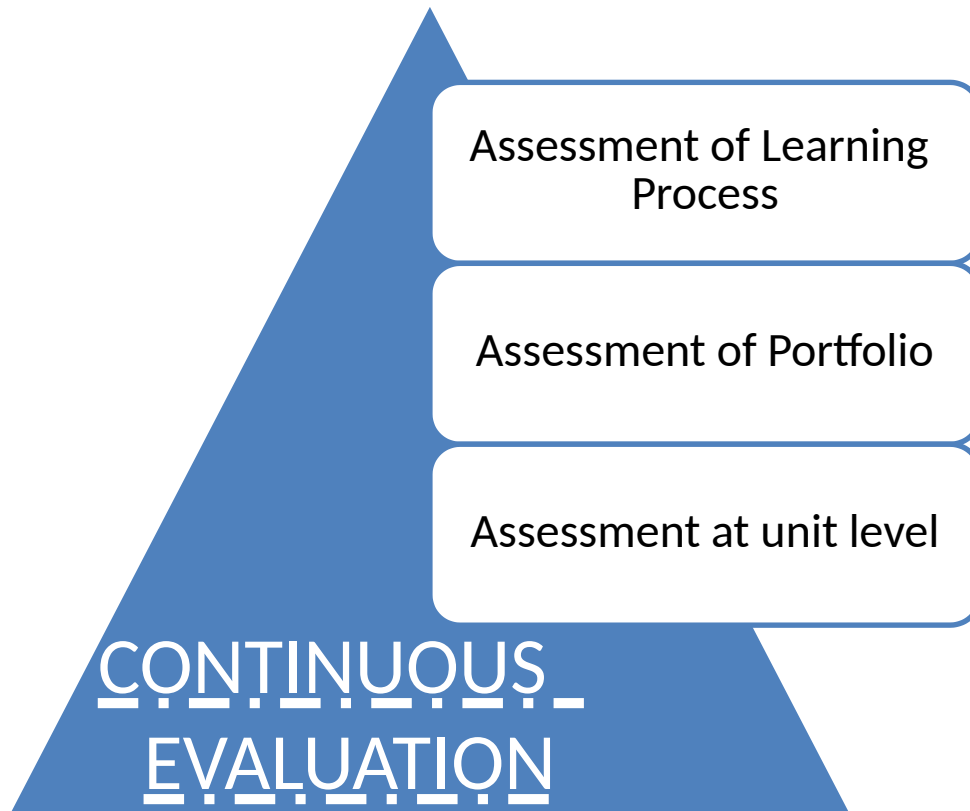 Assessment of Learning
Process
Assessment of Portfolio
Assessment at unit level
CONTINUOUS
EVALUATION